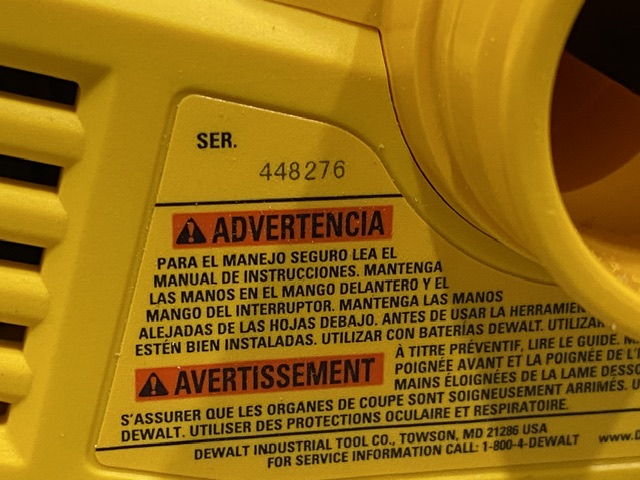 SER.
448276
ADVERTENCIA
PARA EL MANEJO SEGURO LEA EL
MANUAL DE INSTRUCCIONES. MANTENGA
LAS MANOS EN EL MANGO DELANTERO Y EL
MANGO DEL INTERRUPTOR. MANTENGA LAS MANOS
ALEJADAS DE LAS HOJAS DEBAJO. ANTES DE USAR LA
ESTÉN BIEN INSTALADAS. UTILIZAR CON BATERÍAS DEWALT. UTILIZAR
AVERTISSEMENT
À TITRE PRÉVENTIF, LIRE LE GUIDE.
POIGNÉE AVANT ET LA POIGNÉE DE
MAINS ÉLOIGNÉES DE LA LAME
S'ASSURER QUE LES ORGANES DE COUPE SONT SOIGNEUSEMENT ARRIMÉS.
DEWALT. UTILISER DES PROTECTIONS OCULAIRE ET RESPIRATOIRE.
DEWALT INDUSTRIAL TOOL CO., TOWSON, MD 21286 USA
FOR SERVICE INFORMATION CALL: 1-800-4-DEWALT